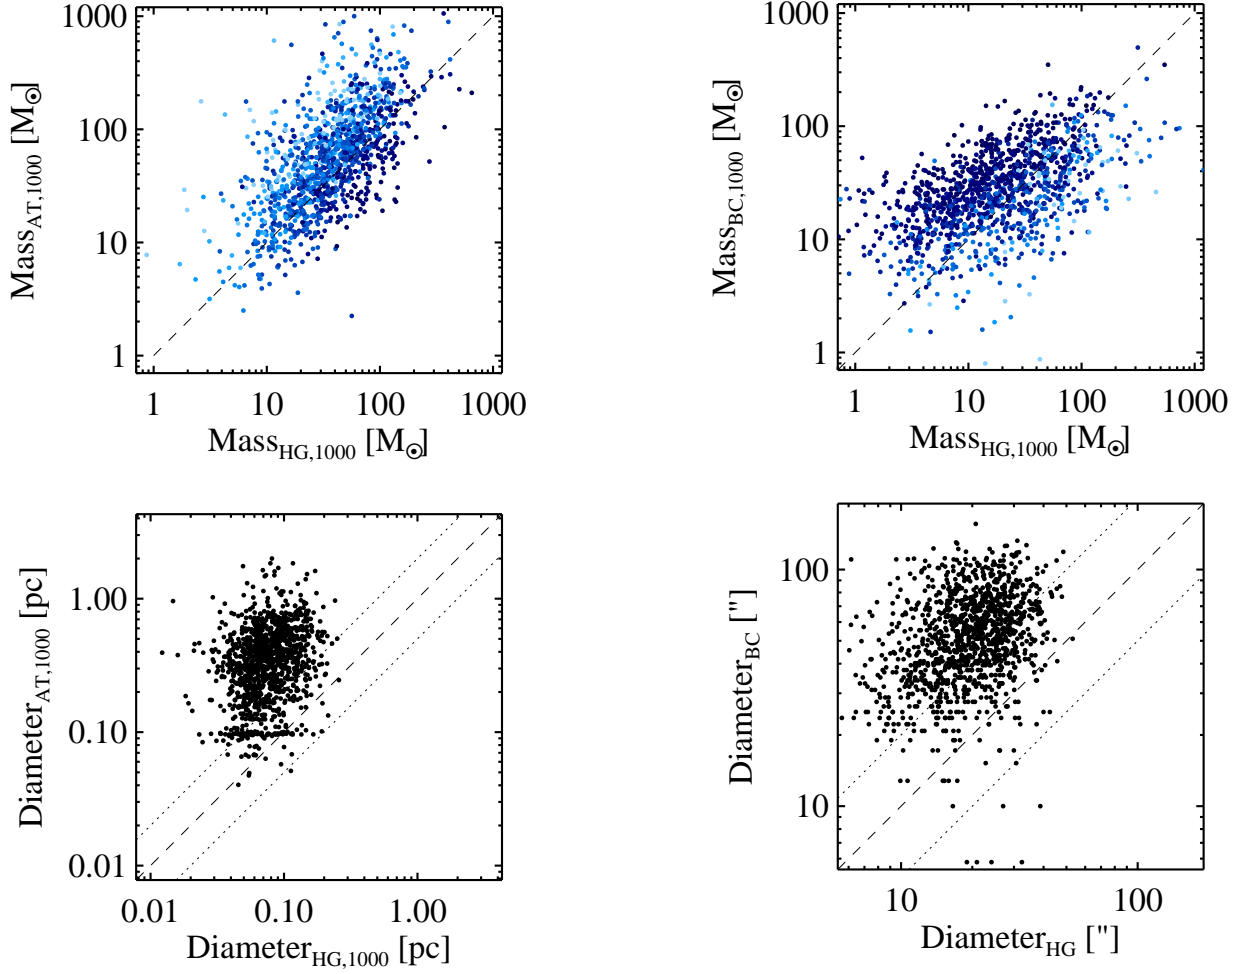 1000
100
10
1
Mass_AT,1000 [M⊙]
1 10 100 1000
Mass_HG,1000 [M⊙]
1000
100
10
1
Mass_BC,1000 [M⊙]
1 10 100 1000
Mass_HG,1000 [M⊙]
1.00
0.10
0.01
Diameter_AT,1000 [pc]
0.01 0.10 1.00
Diameter_HG,1000 [pc]
100
10
Diameter_BC ["]
10 100
Diameter_HG ["]